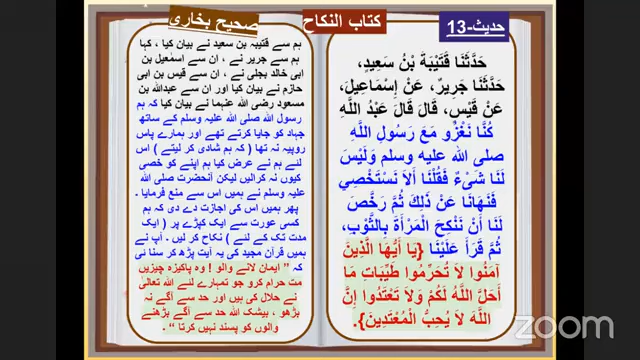 حدیث-13
کتاب النکاح
صحیح بخاری
حَدَّثَنَا قُتَيْبَةُ بْنُ سَعِيدٍ،
حَدَّثَنَا جَرِيرٌ، عَنْ إِسْمَاعِيلَ،
عَنْ قَيْسٍ، قَالَ قَالَ عَبْدُ اللَّهِ
كُنَّا نَغْزُو مَعَ رَسُولِ اللَّهِ
صلى الله عليه وسلم وَلَيْسَ
لَنَا شَىْءٌ فَقُلْنَا أَلاَ نَسْتَخْصِي
فَنَهَانَا عَنْ ذَلِكَ ثُمَّ رَخَّصَ
لَنَا أَنْ نَنْكِحَ الْمَرْأَةَ بِالثَّوْبِ،
ثُمَّ قَرَأَ عَلَيْنَا {يَا أَيُّهَا الَّذِينَ
آمَنُوا لاَ تُحَرِّمُوا طَيِّبَاتِ مَا
أَحَلَّ اللَّهُ لَكُمْ وَلاَ تَعْتَدُوا إِنَّ
اللَّهَ لاَ يُحِبُّ الْمُعْتَدِينَ}.
ہم سے قتیبہ بن سعید نے بیان کیا ، کہا
ہم سے جریر نے ، ان سے اسمٰعیل بن
ابی خالد بجلی نے ، ان سے قیس بن ابی
حازم نے بیان کیا اور ان سے عبداللہ بن
مسعود رضی اللہ عنہما نے بیان کیا کہ ہم
رسول اللہ صلی اللہ علیہ وسلم کے ساتھ
جہاد کو جایا کرتے تھے اور ہمارے پاس
روپیہ نہ تھا ( کہ ہم شادی کر لیتے ) اس
لئے ہم نے عرض کیا ہم اپنے کو خصی
کیوں نہ کرالیں لیکن آنحضرت صلی اللہ
علیہ وسلم نے ہمیں اس سے منع فرمایا ۔
پھر ہمیں اس کی اجازت دے دی کہ ہم
کسی عورت سے ایک کپڑے پر ( ایک
مدت تک کے لئے ) نکاح کر لیں ۔ آپ نے
ہمیں قرآن مجید کی یہ آیت پڑھ کر سنائی
کہ ” ایمان لانے والو ! وہ پاکیزہ چیزیں
مت حرام کرو جو تمہارے لئے اللہ تعالیٰ
نے حلال کی ہیں اور حد سے آگے نہ
بڑھو ، بیشک اللہ حد سے آگے بڑھنے
والوں کو پسند نہیں کرتا “ ۔
zoom